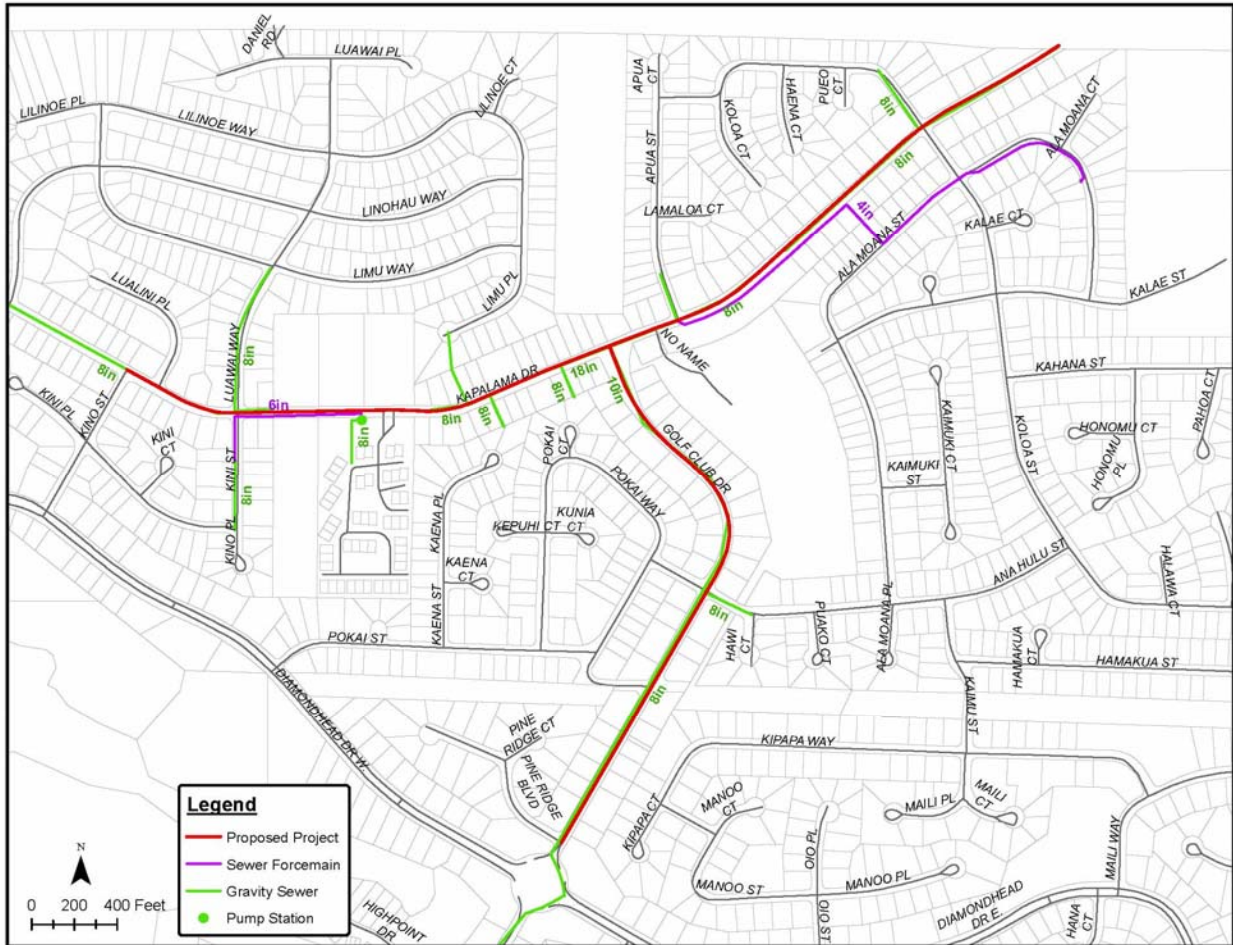 DANIEL
RD
LUAWAI PL
LILINOE PL
LILINOE WAY
LILINOE CT
LINOHAU WAY
LIMU WAY
LIMU PL
LUALINI PL
LUAWAI WAY
8in
8in
KINI PL
KINO ST
KINI
CT
KINI ST
8in
KINO PL
6in
8in
KAPALAMA DR
8in
8in
8in
18in
10in
APUA
CT
KOLOA CT
HAENA CT
PUEO
CT
8in
APUA ST
LAMALOA CT
8in
8in
4in
ALA MOANA ST
ALA MOANA CT
KALAE CT
KALAE ST
NO NAME
GOLF CLUB DR
POKAI
CT
POKAI WAY
KUNIA
CT
KEPUHI CT
KAENA PL
KAENA
CT
KAENA ST
POKAI ST
DIAMONDHEAD DR W.
KAHANA ST
PAHOA CT
HONOMU CT
HONOMU
PL
KAIMUKI CT
KAIMUKI
ST
KOLOA ST
ANA HULU ST
HALAWA CT
8in
HAWI
CT
PUAKO CT
ALA MOANA PL
HAMAKUA
CT
HAMAKUA ST
KAIMU ST
8in
PINE
RIDGE CT
PINE RIDGE
BLVD
KIPAPA WAY
KIPAPA CT
MANOO
CT
MANOO ST
MANOO PL
OIO PL
OIO ST
MAILI PL
MAILI
CT
MAILI WAY
DIAMONDHEAD
DR E.
HANA
CT
HIGHPOINT
DR
N
0 200 400 Feet
Legend
Proposed Project
Sewer Forcemain
Gravity Sewer
Pump Station